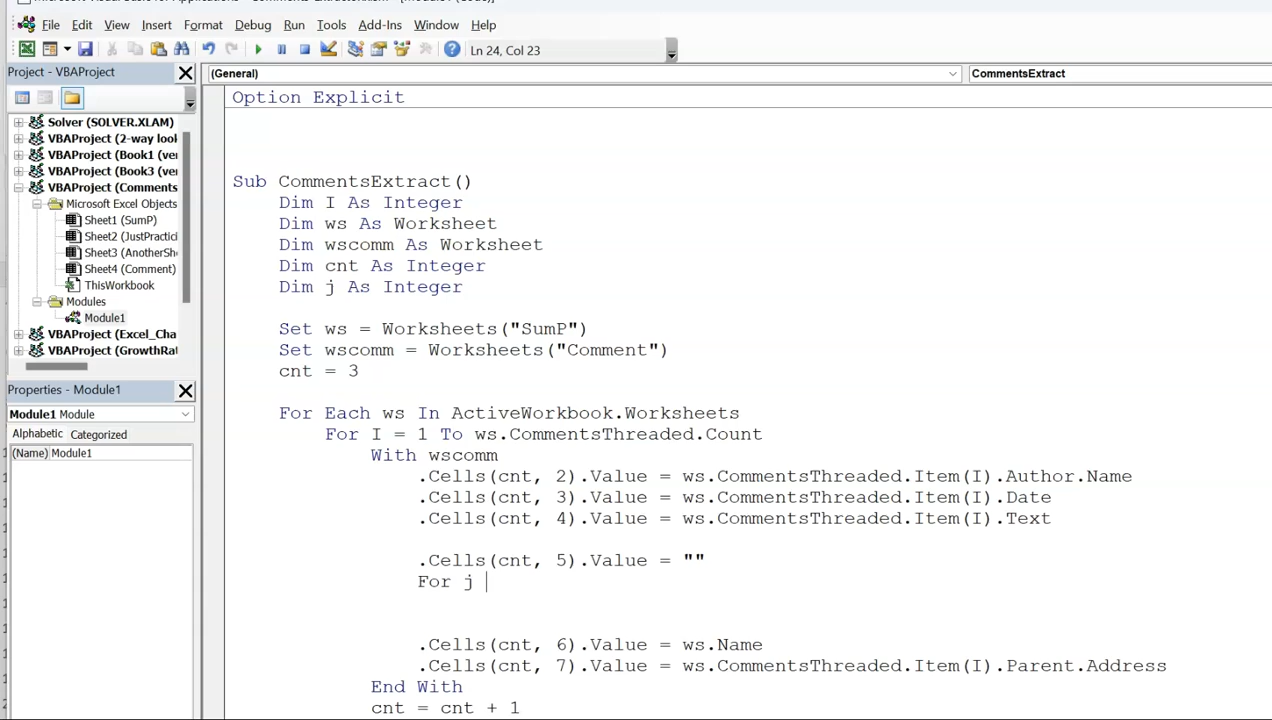 File Edit View Insert Format Debug Run Tools Add-Ins Window Help
Ln 24, Col 23
Project - VBAProject
(General)
CommentsExtract
Solver (SOLVER.XLAM)
VBAProject (2-way look
VBAProject (Book1 (ver
VBAProject (Book3 (ver
VBAProject (Comments
Microsoft Excel Objects
Sheet1 (SumP)
Sheet2 (JustPractici
Sheet3 (AnotherSh
Sheet4 (Comment)
ThisWorkbook
Modules
Module1
VBAProject (Excel_Cha
VBAProject (GrowthRat
Properties - Module1
Module1 Module
Alphabetic Categorized
(Name) Module1
Option Explicit
Sub CommentsExtract()
Dim I As Integer
Dim ws As Worksheet
Dim wscomm As Worksheet
Dim cnt As Integer
Dim j As Integer
Set ws = Worksheets("SumP")
Set wscomm = Worksheets("Comment")
cnt = 3
For Each ws In ActiveWorkbook.Worksheets
For I = 1 To ws.CommentsThreaded.Count
With wscomm
.Cells(cnt, 2).Value = ws.CommentsThreaded.Item(I).Author.Name
.Cells(cnt, 3).Value = ws.CommentsThreaded.Item(I).Date
.Cells(cnt, 4).Value = ws.CommentsThreaded.Item(I).Text
.Cells(cnt, 5).Value = ""
For j
.Cells(cnt, 6).Value = ws.Name
.Cells(cnt, 7).Value = ws.CommentsThreaded.Item(I).Parent.Address
End With
cnt = cnt + 1